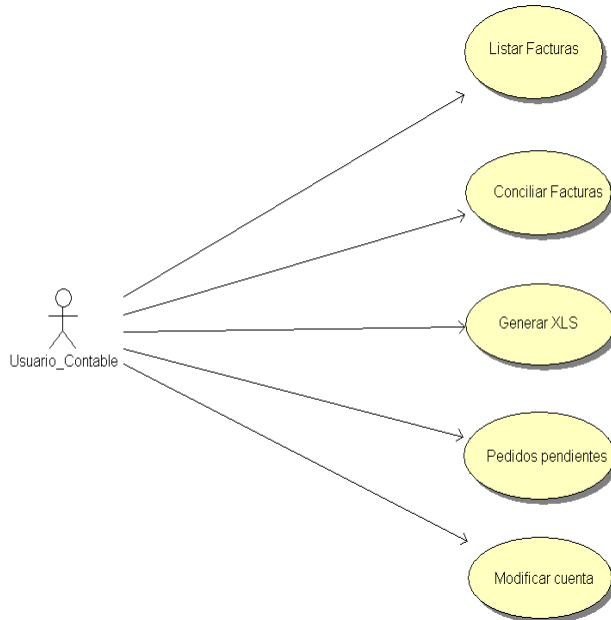 Listar Facturas
Conciliar Facturas
Generar XLS
Usuario_Contable
Pedidos pendientes
Modificar cuenta